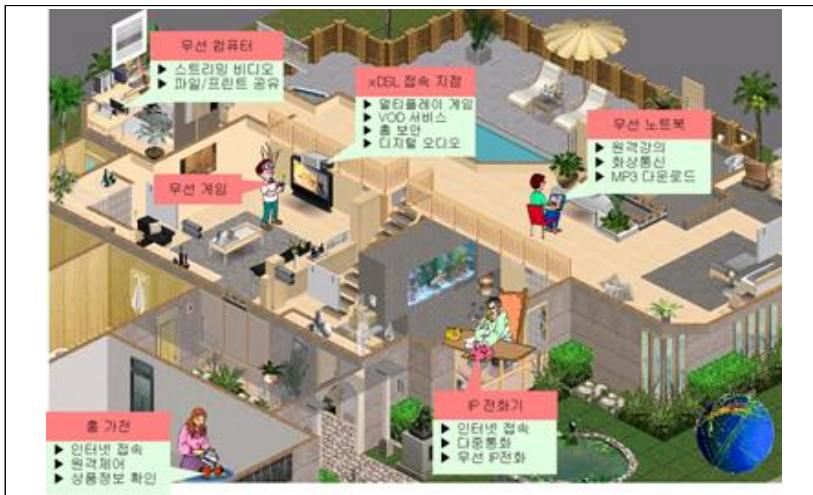 무선 컴퓨터
▶ 스트리밍 비디오
▶ 파일/프린트 공유
xDSL 접속 지점
▶ 멀티플레이 게임
▶ VOD 서비스
▶ 홈 보안
▶ 디지털 오디오
무선 노트북
▶ 원격강의
▶ 화상통신
▶ MP3 다운로드
무선 게임
홈 가전
▶ 인터넷 접속
▶ 원격제어
▶ 상품정보 확인
IP 전화기
▶ 인터넷 접속
▶ 다중통화
▶ 무선 IP전화